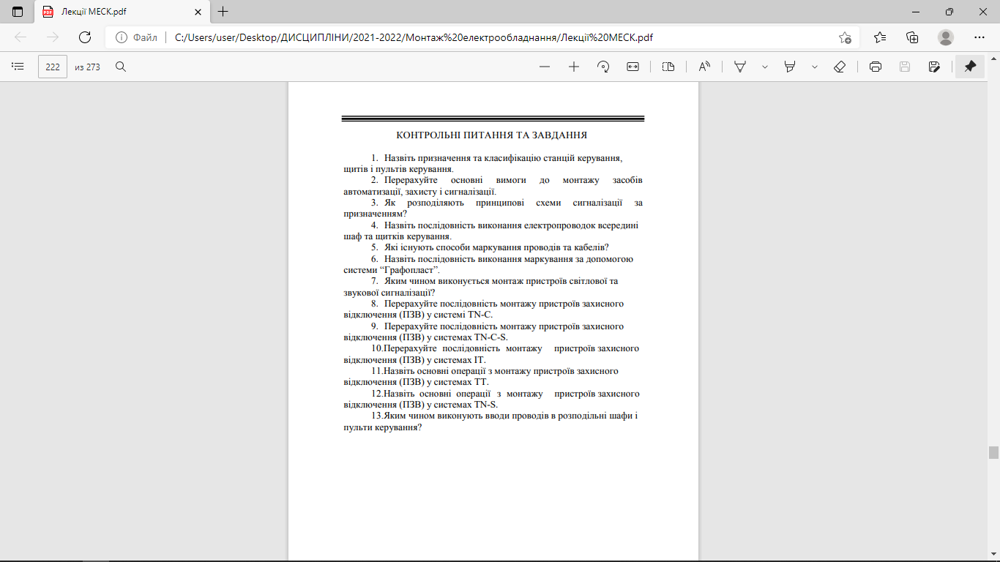 Лекції МЕСК.pdf
Файл
C:/Users/user/Desktop/ДИСЦИПЛІНИ/2021-2022/Монтаж%20електрообладнання/Лекції%20МЕСК.pdf
222 из 273
КОНТРОЛЬНІ ПИТАННЯ ТА ЗАВДАННЯ
1. Назвіть призначення та класифікацію станцій керування,
щитів і пультів керування.
2. Перерахуйте основні вимоги до монтажу засобів
автоматизації, захисту і сигналізації.
3. Як розподіляють принципові схеми сигналізації за
призначенням?
4. Назвіть послідовність виконання електропроводок всередині
шаф та щитків керування.
5. Які існують способи маркування проводів та кабелів?
6. Назвіть послідовність виконання маркування за допомогою
системи “Графопласт”.
7. Яким чином виконується монтаж пристроїв світлової та
звукової сигналізації?
8. Перерахуйте послідовність монтажу пристроїв захисного
відключення (ПЗВ) у системі TN-C.
9. Перерахуйте послідовність монтажу пристроїв захисного
відключення (ПЗВ) у системах TN-C-S.
10.Перерахуйте послідовність монтажу пристроїв захисного
відключення (ПЗВ) у системах IT.
11.Назвіть основні операції з монтажу пристроїв захисного
відключення (ПЗВ) у системах TT.
12.Назвіть основні операції з монтажу пристроїв захисного
відключення (ПЗВ) у системах TN-S.
13.Яким чином виконують вводи проводів в розподільні шафи і
пульти керування?